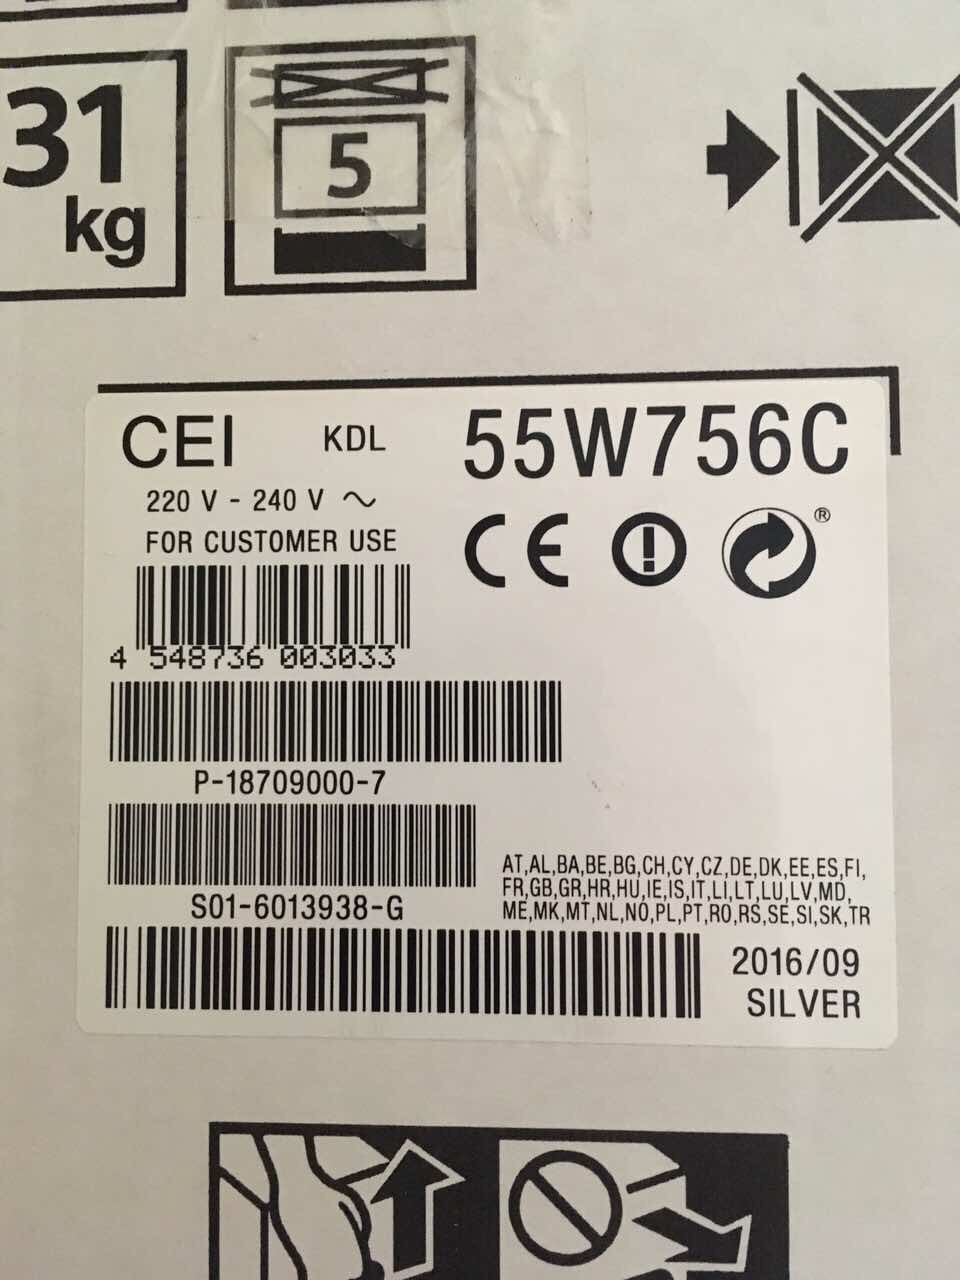 31
kg
5
CEI KDL 55W756C
220 V - 240 V ~
FOR CUSTOMER USE
CE
®
4 548736 003033
P-18709000-7
S01-6013938-G
AT,AL,BA,BE,BG,CH,CY,CZ,DE,DK,EE,ES,FI,
FR,GB,GR,HR,HU,IE,IS,IT,LI,LT,LU,LV,MD,
ME,MK,MT,NL,NO,PL,PT,RO,RS,SE,SI,SK,TR
2016/09
SILVER